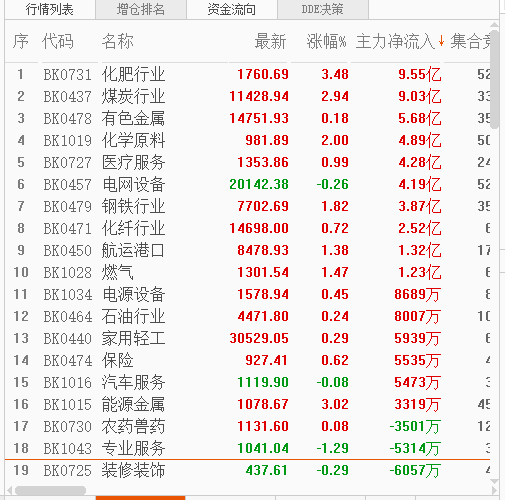 行情列表 增仓排名 资金流向 DDE决策
序 代码 名称 最新 涨幅% 主力净流入↓ 集合竞
1 BK0731 化肥行业 1760.69 3.48 9.55亿 52
2 BK0437 煤炭行业 11428.94 2.94 9.03亿 33
3 BK0478 有色金属 14751.93 0.18 5.68亿 35
4 BK1019 化学原料 981.89 2.00 4.89亿 50
5 BK0727 医疗服务 1353.86 0.99 4.28亿 24
6 BK0457 电网设备 20142.38 -0.26 4.19亿 52
7 BK0479 钢铁行业 7702.69 1.82 3.87亿 35
8 BK0471 化纤行业 14698.00 0.72 2.52亿
9 BK0450 航运港口 8478.93 1.38 1.32亿 17
10 BK1028 燃气 1301.54 1.47 1.23亿
11 BK1034 电源设备 1578.94 0.45 8689万
12 BK0464 石油行业 4471.80 0.24 8007万 10
13 BK0440 家用轻工 30529.05 0.29 5939万
14 BK0474 保险 927.41 0.62 5535万
15 BK1016 汽车服务 1119.90 -0.08 5473万
16 BK1015 能源金属 1078.67 3.02 3319万 45
17 BK0730 农药兽药 1131.60 0.08 -3501万 12
18 BK1043 专业服务 1041.04 -1.29 -5314万
19 BK0725 装修装饰 437.61 -0.29 -6057万